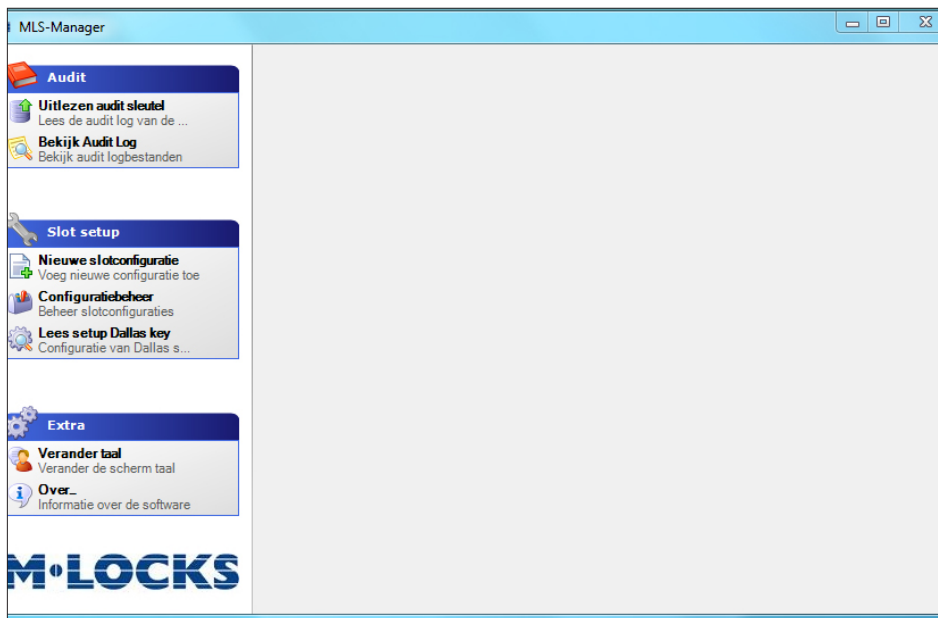 MLS-Manager
Audit
Uitlezen audit sleutel
Lees de audit log van de ...
Bekijk Audit Log
Bekijk audit logbestanden
Slot setup
Nieuwe slotconfiguratie
Voeg nieuwe configuratie toe
Configuratiebeheer
Beheer slotconfiguraties
Lees setup Dallas key
Configuratie van Dallas s...
Extra
Verander taal
Verander de scherm taal
Over...
Informatie over de software
M•LOCKS